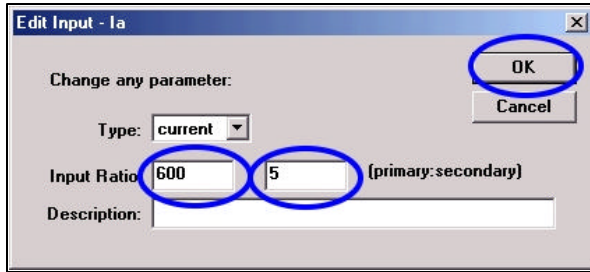 Edit Input - Ia
OK
Change any parameter:
Cancel
Type: current
Input Ratio 600 5 (primary:secondary)
Description: